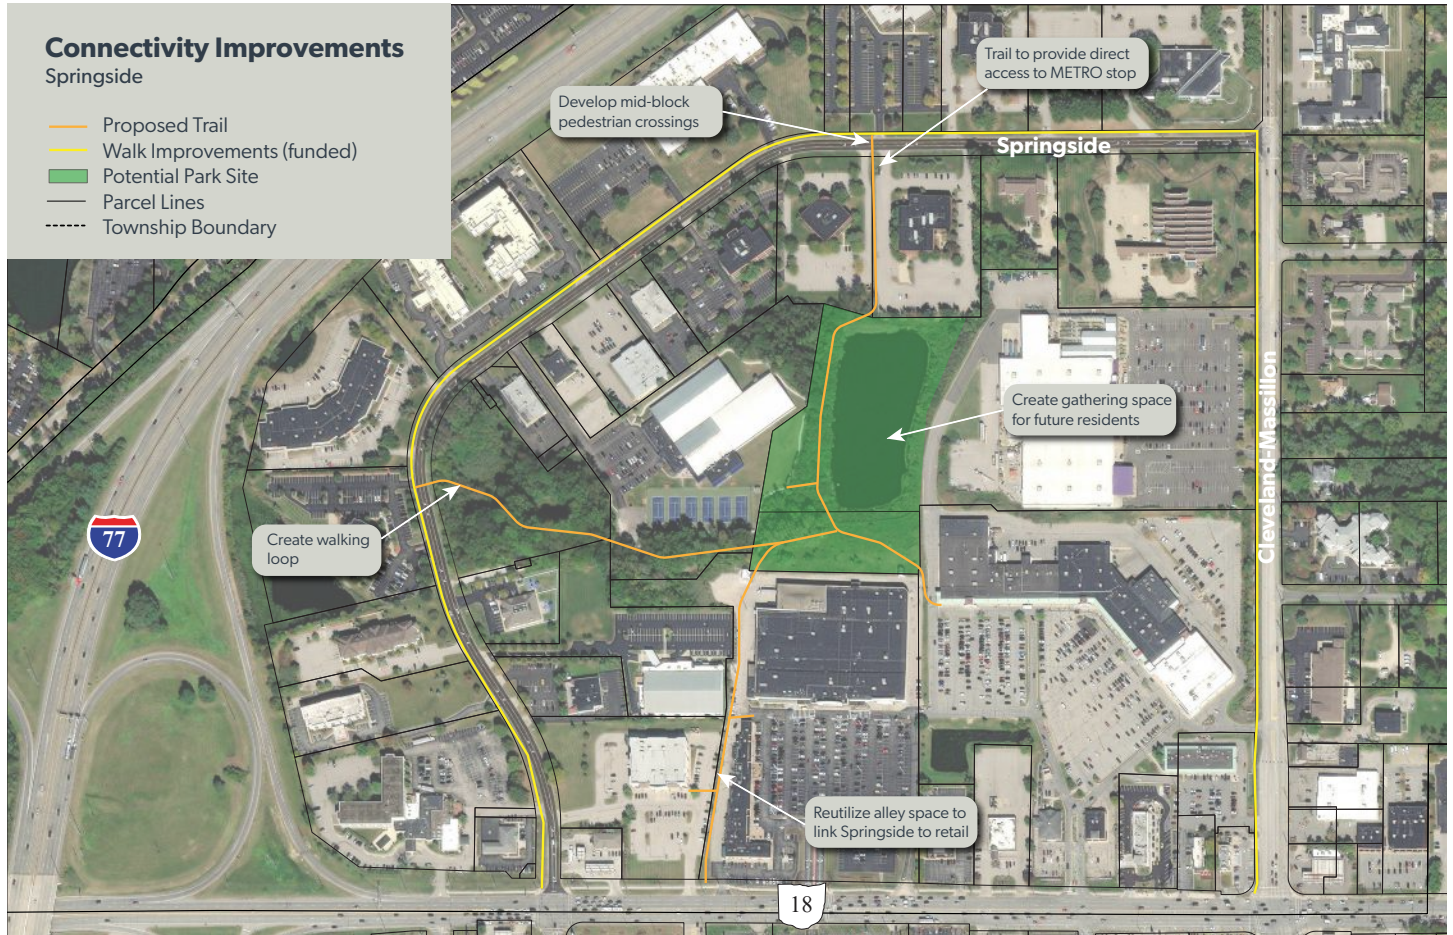 Connectivity Improvements
Springside
Proposed Trail
Walk Improvements (funded)
Potential Park Site
Parcel Lines
Township Boundary
Trail to provide direct
access to METRO stop
Develop mid-block
pedestrian crossings
Springside
Create gathering space
for future residents
Cleveland-Massillon
77
Create walking
loop
Reutilize alley space to
link Springside to retail
18